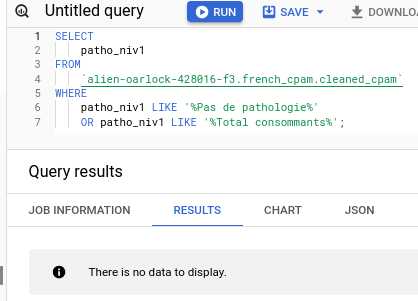 Untitled query
RUN
SAVE
DOWNLO
1 SELECT
2 patho_niv1
3 FROM
4 `alien-oarlock-428016-f3.french_cpam.cleaned_cpam`
5 WHERE
6 patho_niv1 LIKE '%Pas de pathologie%'
7 OR patho_niv1 LIKE '%Total consommants%';
Query results
JOB INFORMATION
RESULTS
CHART
JSON
There is no data to display.